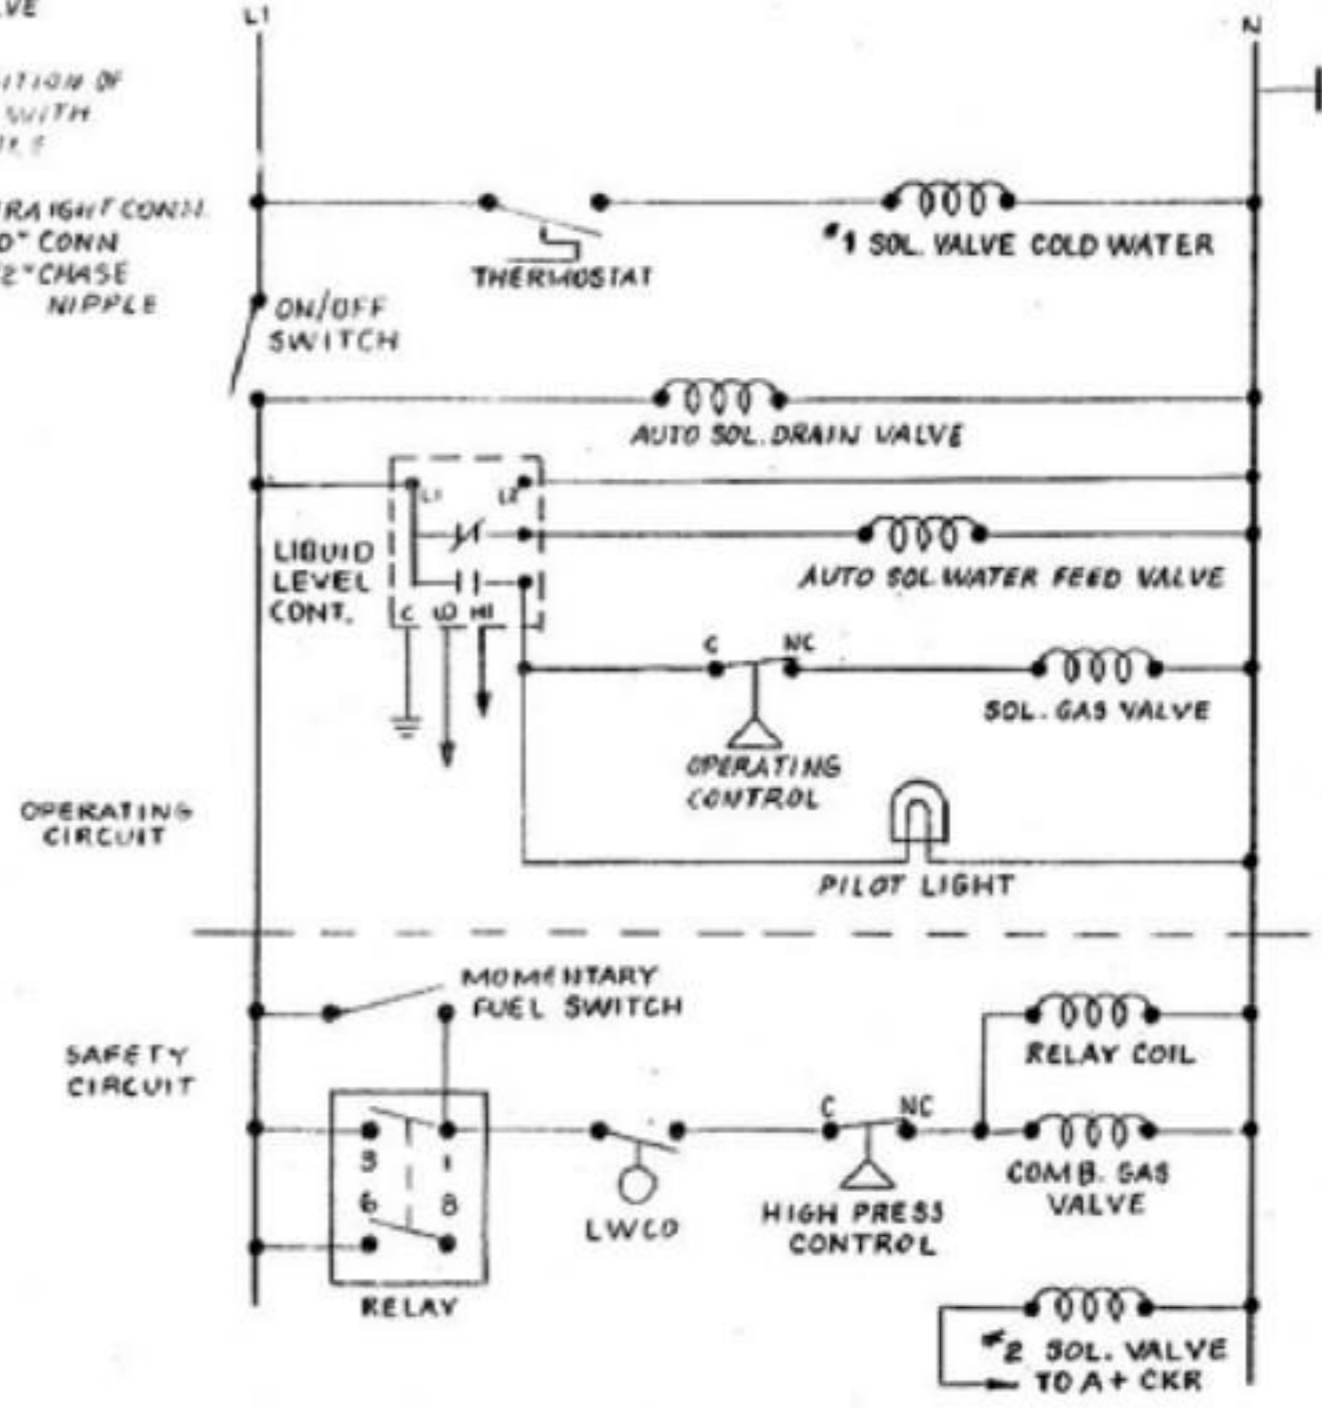 L1
N
WITH
CONN.
CONN
CHASE
NIPPLE
THERMOSTAT
#1 SOL. VALVE COLD WATER
ON/OFF
SWITCH
AUTO SOL. DRAIN VALVE
L1
L2
LIQUID
LEVEL
CONT.
C LO HI
AUTO SOL. WATER FEED VALVE
C NC
SOL. GAS VALVE
OPERATING
CONTROL
OPERATING
CIRCUIT
PILOT LIGHT
MOMENTARY
FUEL SWITCH
SAFETY
CIRCUIT
RELAY COIL
C NC
3 1
6 8
LWCO
HIGH PRESS
CONTROL
COMB. GAS
VALVE
RELAY
#2 SOL. VALVE
TO A + CKR